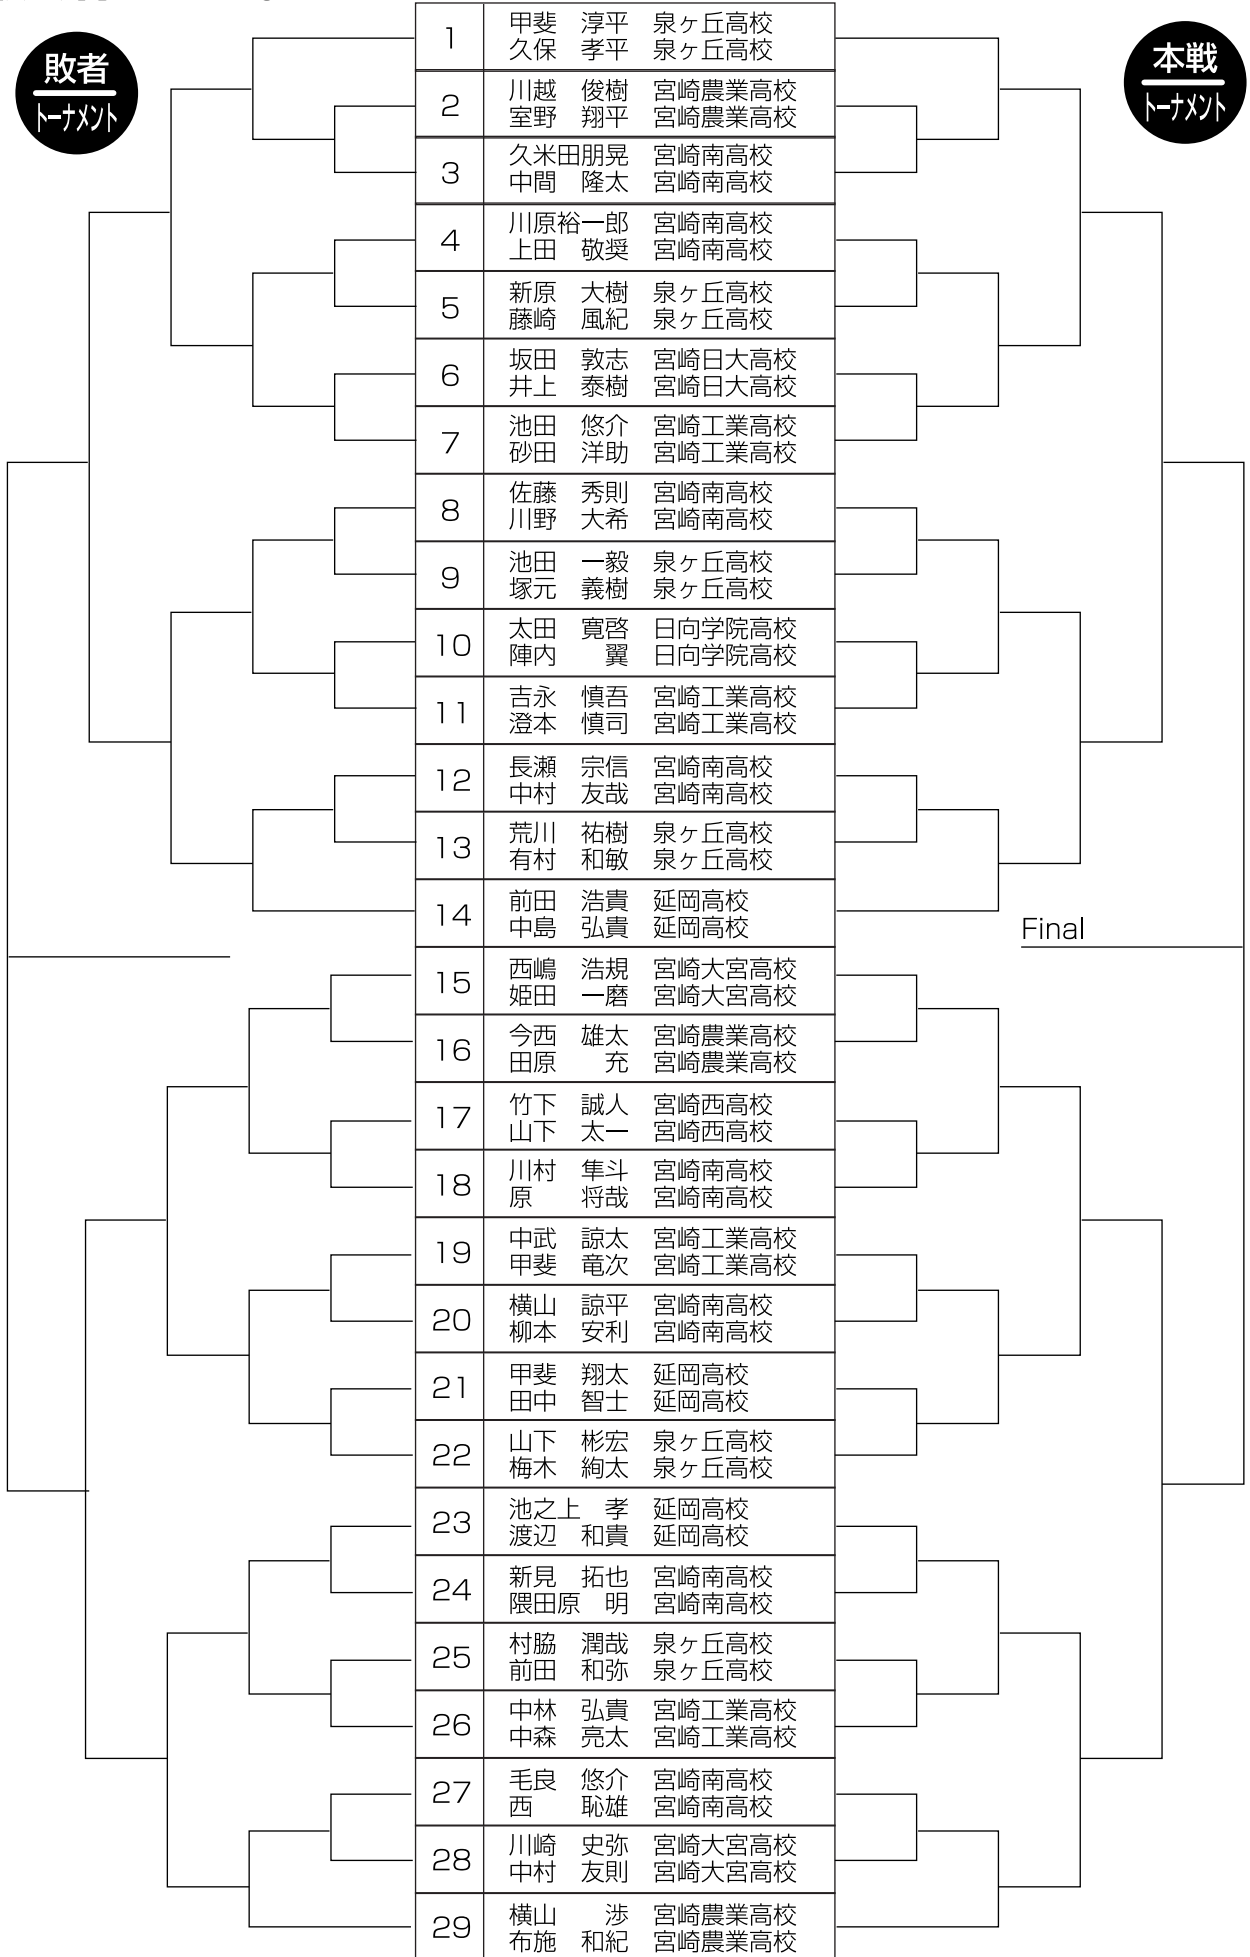 敗者
トーナメント
本戦
トーナメント
1 甲斐 淳平 泉ヶ丘高校
久保 孝平 泉ヶ丘高校
2 川越 俊樹 宮崎農業高校
室野 翔平 宮崎農業高校
3 久米田朋晃 宮崎南高校
中間 隆太 宮崎南高校
4 川原裕一郎 宮崎南高校
上田 敬奨 宮崎南高校
5 新原 大樹 泉ヶ丘高校
藤崎 風紀 泉ヶ丘高校
6 坂田 敦志 宮崎日大高校
井上 泰樹 宮崎日大高校
7 池田 悠介 宮崎工業高校
砂田 洋助 宮崎工業高校
8 佐藤 秀則 宮崎南高校
川野 大希 宮崎南高校
9 池田 一毅 泉ヶ丘高校
塚元 義樹 泉ヶ丘高校
10 太田 寛啓 日向学院高校
陣内 翼 日向学院高校
11 吉永 慎吾 宮崎工業高校
澄本 慎司 宮崎工業高校
12 長瀬 宗信 宮崎南高校
中村 友哉 宮崎南高校
13 荒川 祐樹 泉ヶ丘高校
有村 和敏 泉ヶ丘高校
14 前田 浩貴 延岡高校
中島 弘貴 延岡高校
Final
15 西嶋 浩規 宮崎大宮高校
姫田 一磨 宮崎大宮高校
16 今西 雄太 宮崎農業高校
田原 充 宮崎農業高校
17 竹下 誠人 宮崎西高校
山下 太一 宮崎西高校
18 川村 隼斗 宮崎南高校
原 将哉 宮崎南高校
19 中武 諒太 宮崎工業高校
甲斐 竜次 宮崎工業高校
20 横山 諒平 宮崎南高校
柳本 安利 宮崎南高校
21 甲斐 翔太 延岡高校
田中 智士 延岡高校
22 山下 彬宏 泉ヶ丘高校
梅木 絢太 泉ヶ丘高校
23 池之上 孝 延岡高校
渡辺 和貴 延岡高校
24 新見 拓也 宮崎南高校
隈田原 明 宮崎南高校
25 村脇 潤哉 泉ヶ丘高校
前田 和弥 泉ヶ丘高校
26 中林 弘貴 宮崎工業高校
中森 亮太 宮崎工業高校
27 毛良 悠介 宮崎南高校
西 恥雄 宮崎南高校
28 川崎 史弥 宮崎大宮高校
中村 友則 宮崎大宮高校
29 横山 渉 宮崎農業高校
布施 和紀 宮崎農業高校